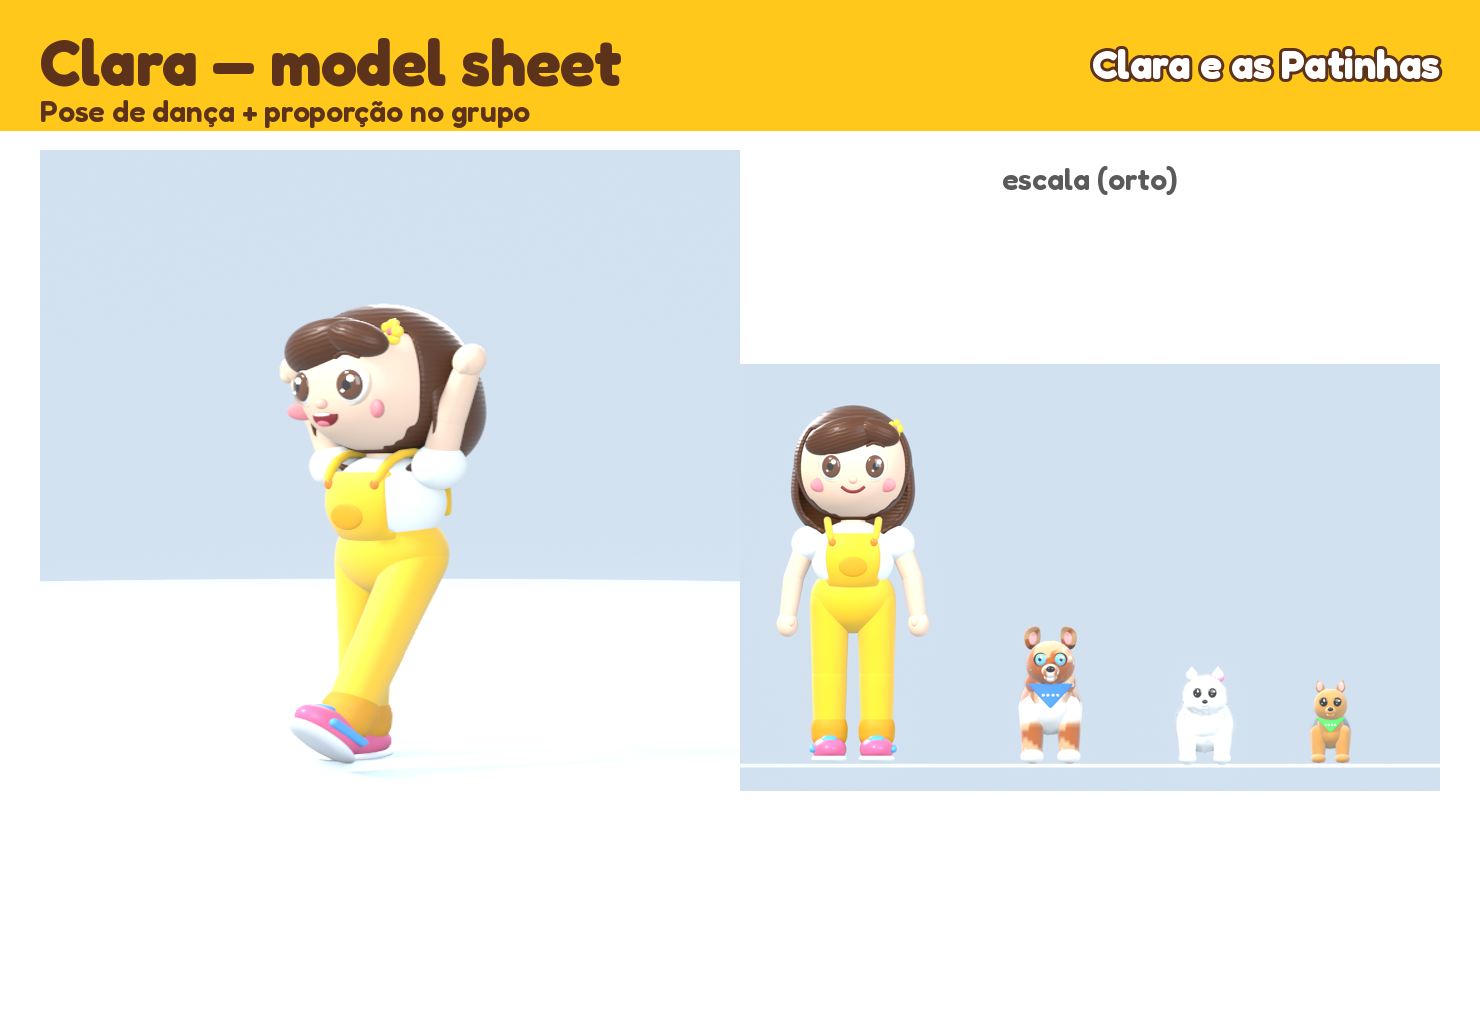 Clara – model sheet
Clara e as Patinhas
Pose de dança + proporção no grupo
escala (orto)